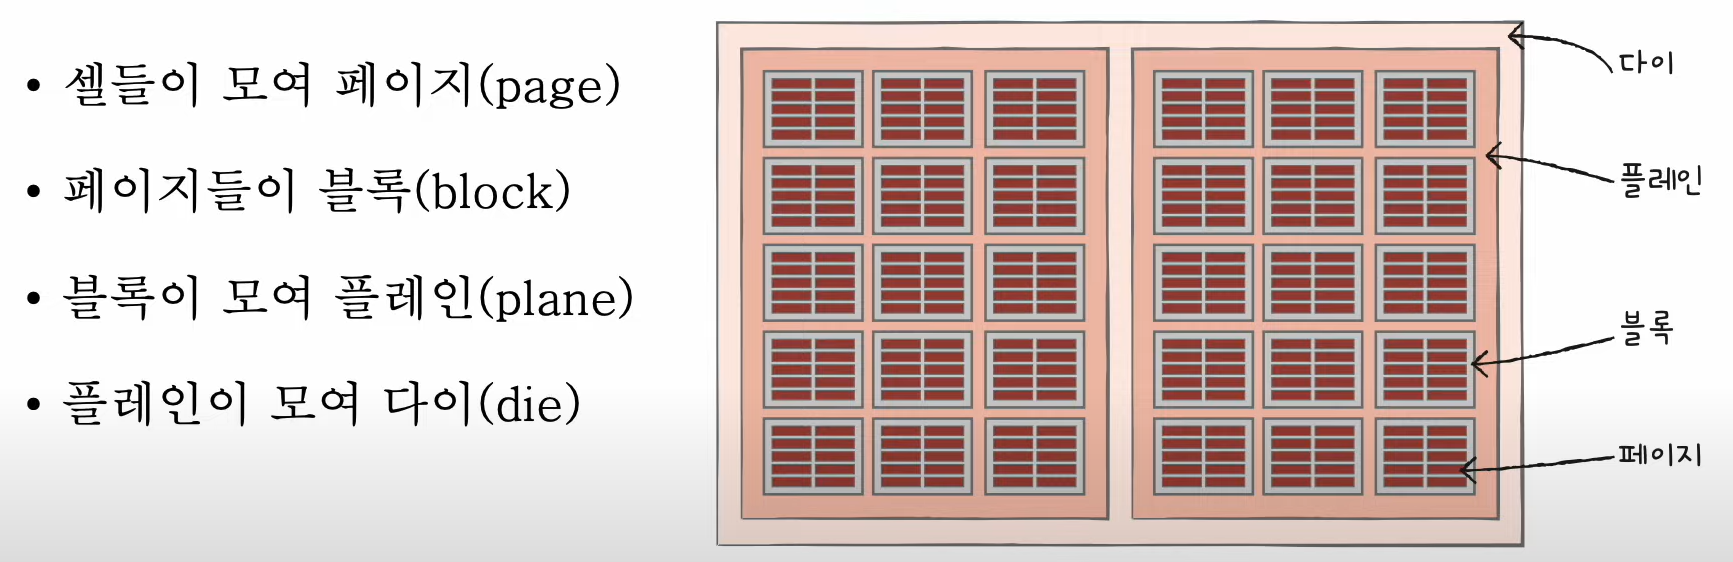 • 셀들이 모여 페이지(page)
• 페이지들이 블록(block)
• 블록이 모여 플레인(plane)
• 플레인이 모여 다이(die)
다이
플레인
블록
페이지